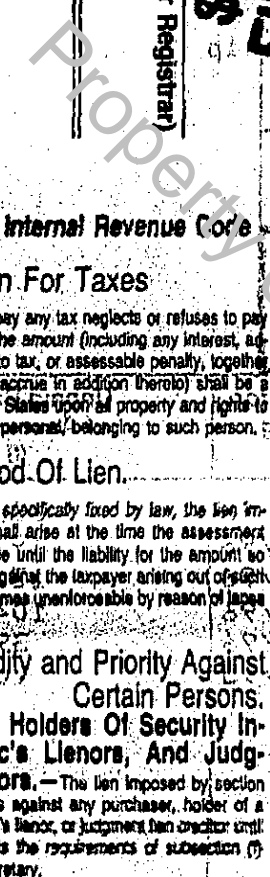 r Registrar)
Property
Internal Revenue Code
n For Taxes
pay any tax neglects or refuses to pay
he amount (including any interest, ad-
to tax, or assessable penalty, together
accrue in addition thereto) shall be a
States upon all property and rights to
personal, belonging to such person.
od Of Lien.
specifically fixed by law, the lien im-
hall arise at the time the assessment
e until the liability for the amount so
against the taxpayer arising out of such
mes unenforceable by reason of lapse
dity and Priority Against
Certain Persons.
Holders Of Security In-
c's Lienors, And Judg-
ors.—The lien imposed by section
s against any purchaser, holder of a
's lienor, or judgment lien creditor until
s the requirements of subsection (f)
retary.